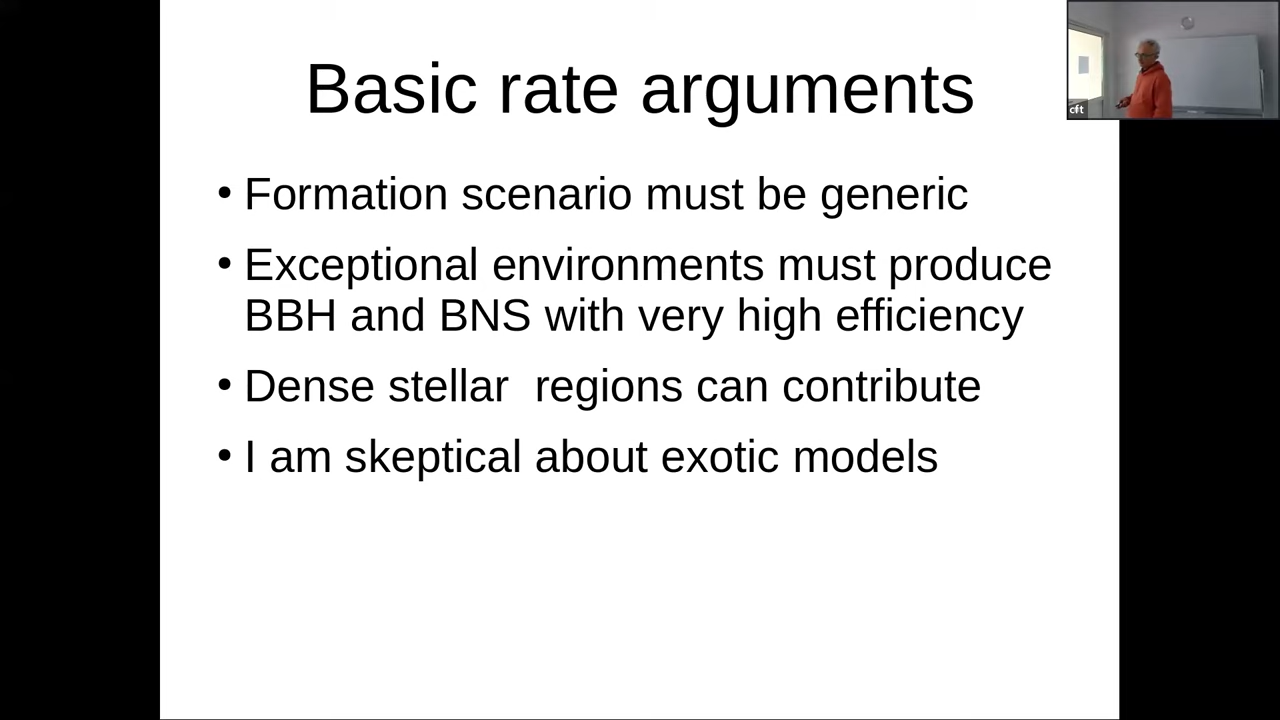 Basic rate arguments
cft
• Formation scenario must be generic
• Exceptional environments must produce
BBH and BNS with very high efficiency
• Dense stellar  regions can contribute
• I am skeptical about exotic models